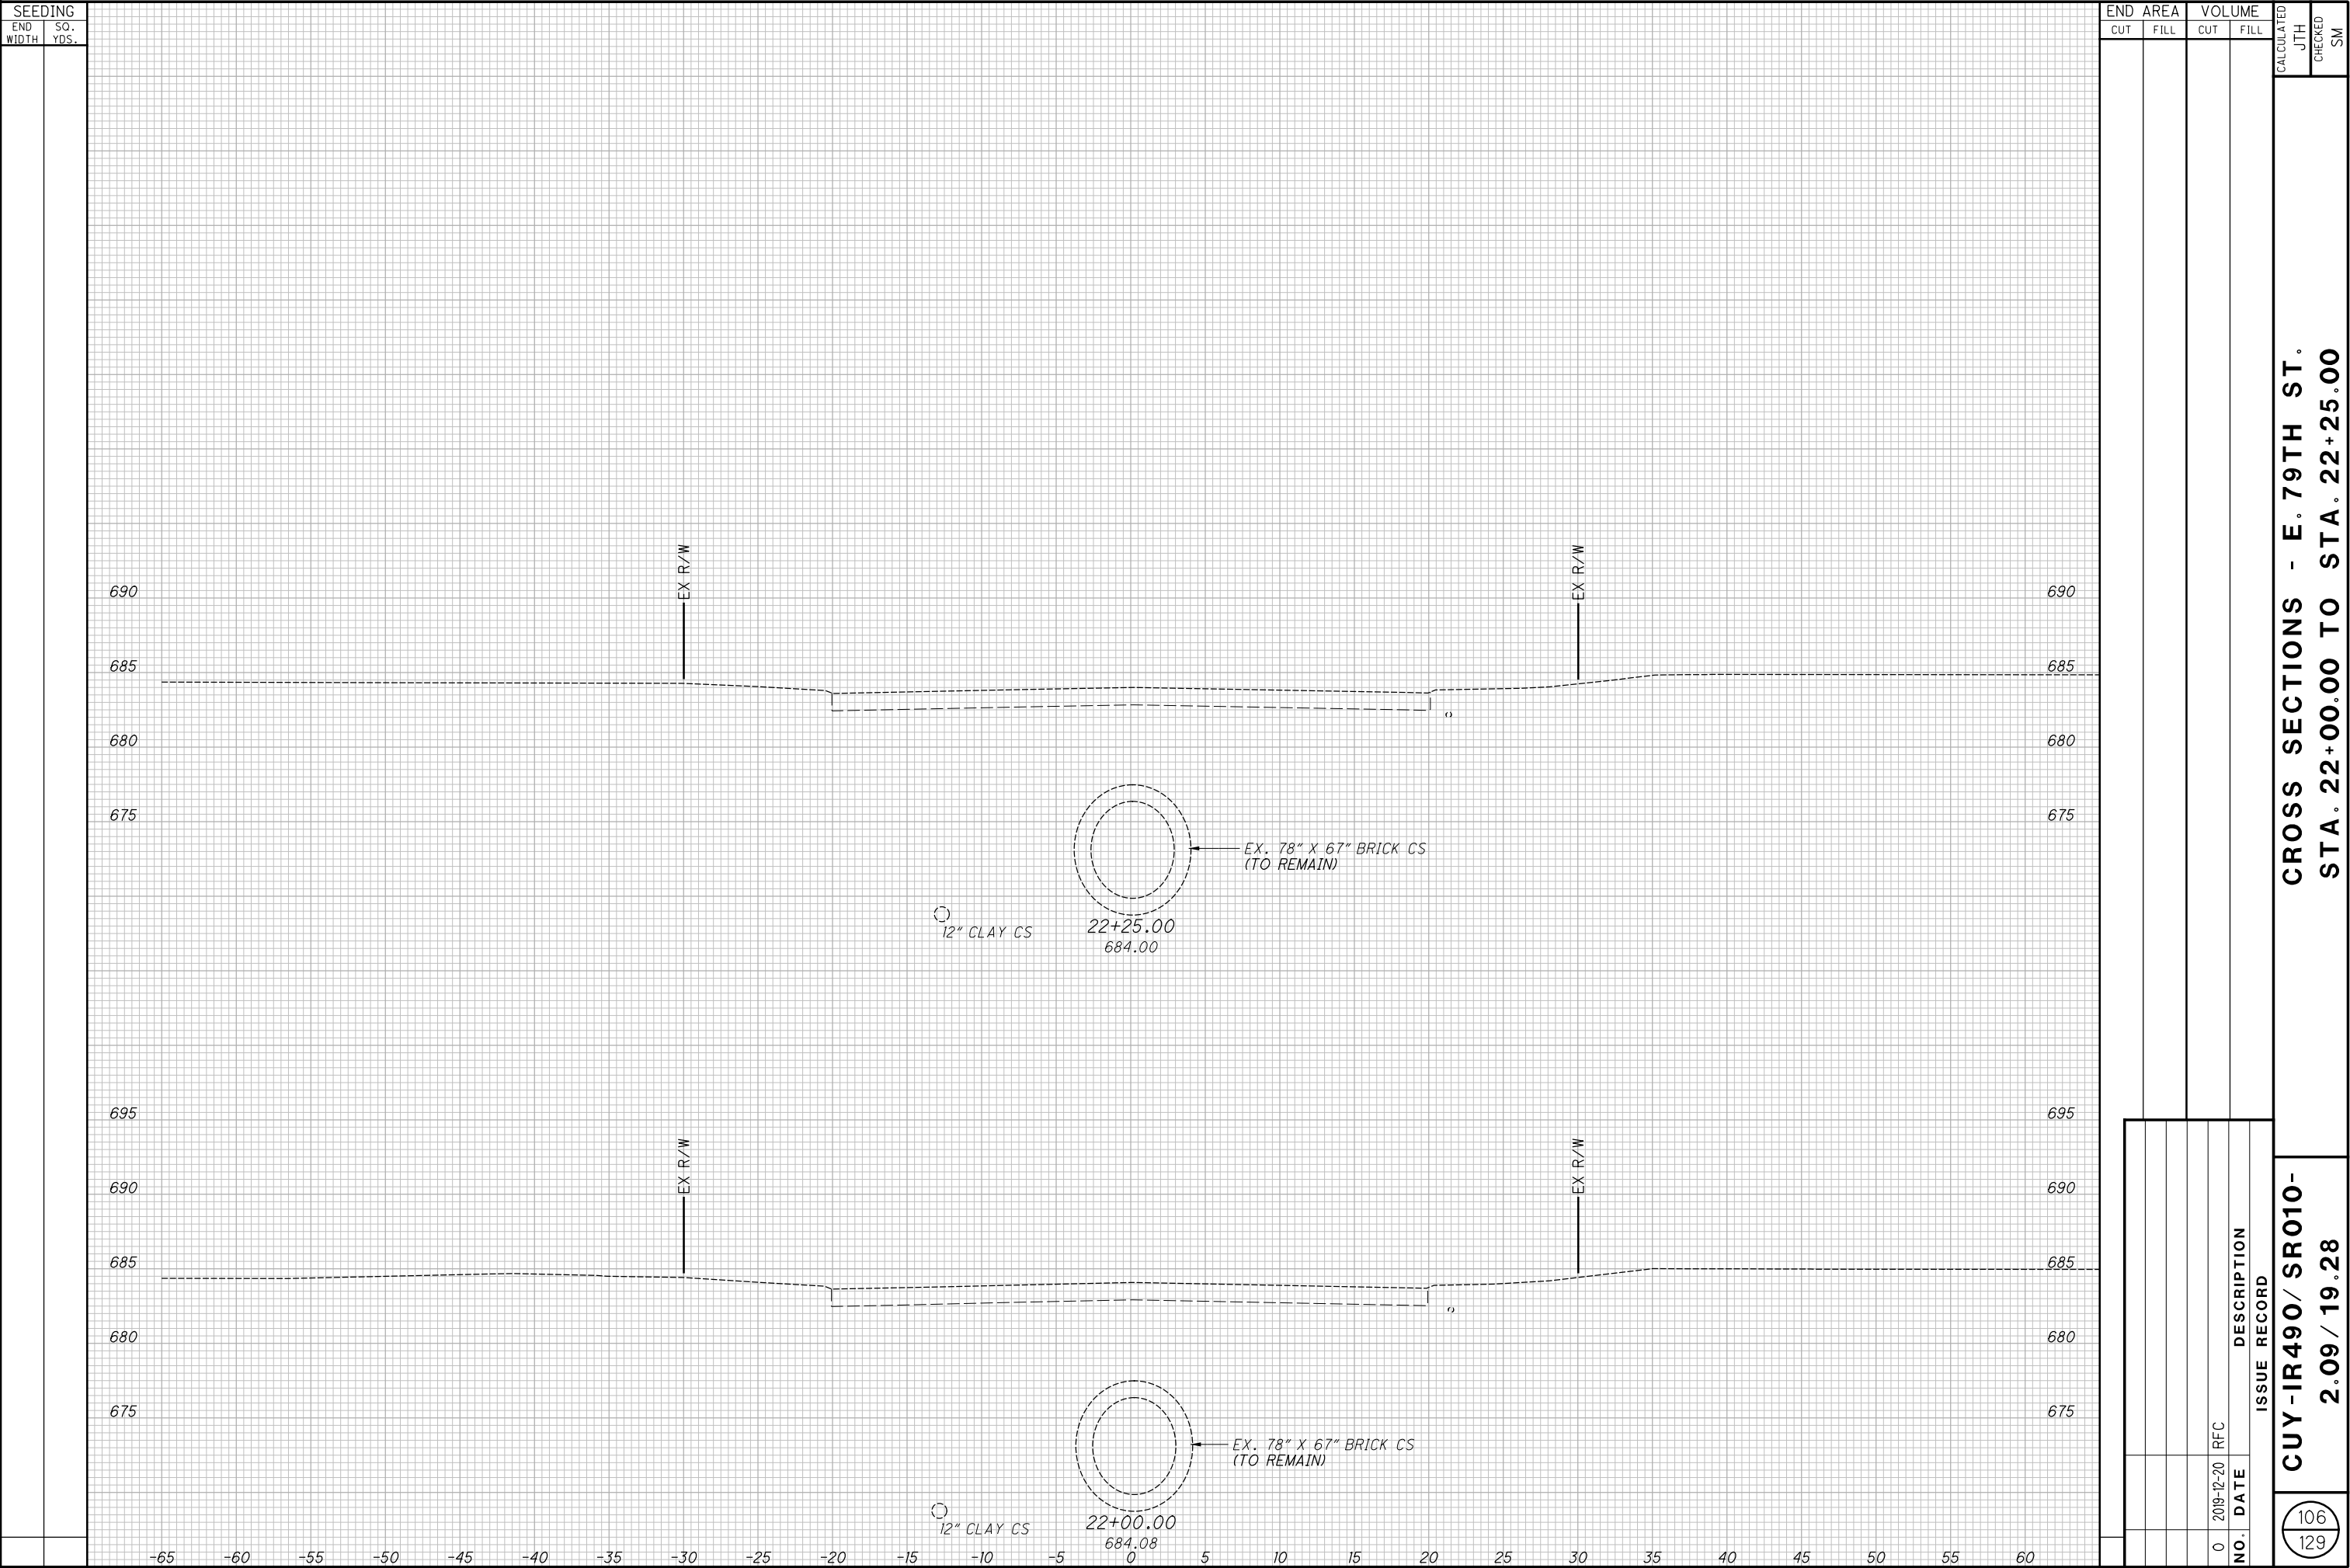 SEEDING
END WIDTH
SQ. YDS.
END AREA
VOLUME
CUT
FILL
CUT
FILL
CALCULATED
JTH
CHECKED
SM
EX R/W
EX R/W
690
690
685
685
680
680
675
675
EX. 78" X 67" BRICK CS
(TO REMAIN)
12" CLAY CS
22+25.00
684.00
695
695
EX R/W
EX R/W
690
690
685
685
680
680
675
675
EX. 78" X 67" BRICK CS
(TO REMAIN)
12" CLAY CS
22+00.00
684.08
-65 -60 -55 -50 -45 -40 -35 -30 -25 -20 -15 -10 -5 0 5 10 15 20 25 30 35 40 45 50 55 60
CROSS SECTIONS - E. 79TH ST.
STA. 22+00.00 TO STA. 22+25.00
0 2019-12-20 RFC
NO. DATE DESCRIPTION
ISSUE RECORD
CUY-IR490/SR010-
2.09/19.28
106
129